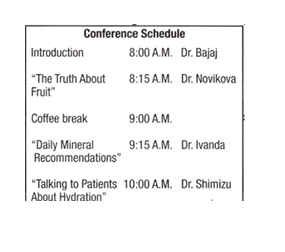 Conference Schedule
Introduction 8:00 A.M. Dr. Bajaj
“The Truth About 8:15 A.M. Dr. Novikova
Fruit”
Coffee break 9:00 A.M.
“Daily Mineral 9:15 A.M. Dr. Ivanda
Recommendations”
“Talking to Patients 10:00 A.M. Dr. Shimizu
About Hydration”